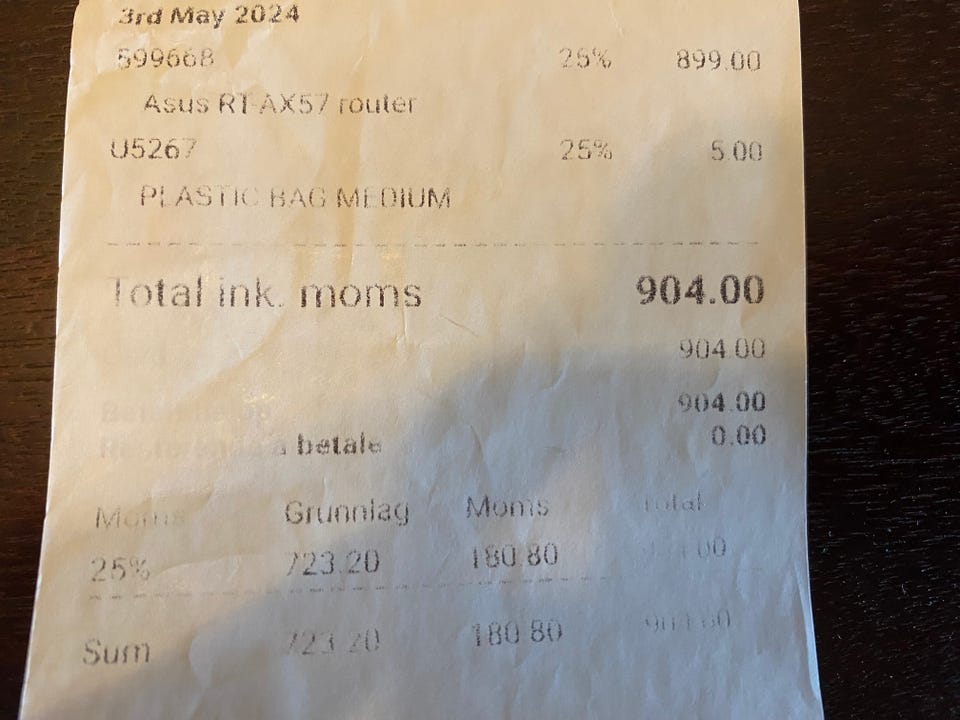 3rd May 2024
599668 25% 899.00
Asus RT-AX57 router
U5267 25% 5.00
PLASTIC BAG MEDIUM
Total ink. moms 904.00
904.00
904.00
å betale 0.00
Moms Grunnlag Moms Total
25% 723.20 180.80
Sum 723.20 180.80